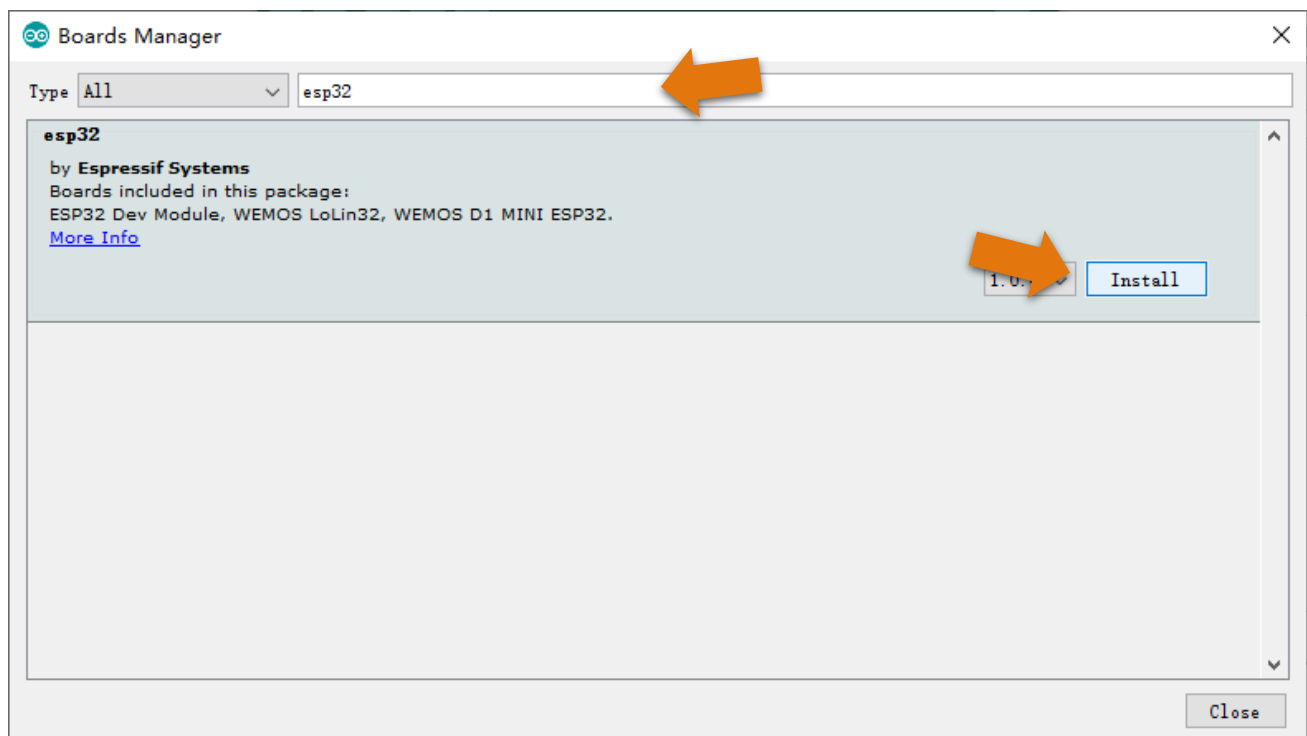 Boards Manager
Type All esp32
esp32
by Espressif Systems
Boards included in this package:
ESP32 Dev Module, WEMOS LoLin32, WEMOS D1 MINI ESP32.
More Info
Install
Close